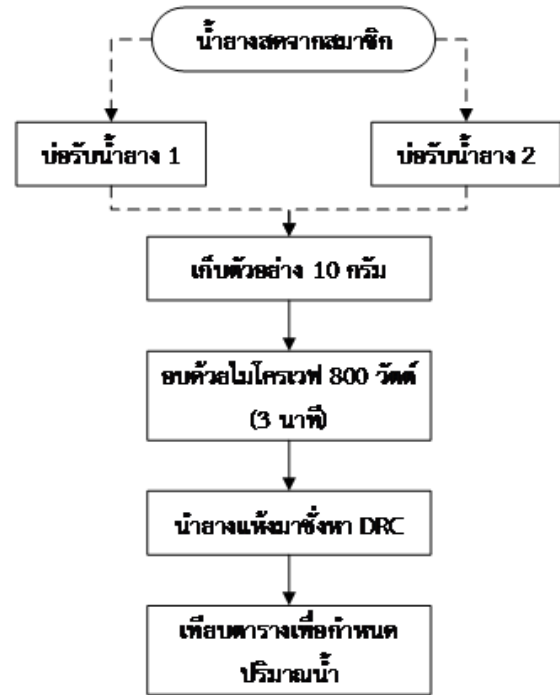 น้ำยางสดจากสมาชิก
บ่อรับน้ำยาง 1
บ่อรับน้ำยาง 2
เก็บตัวอย่าง 10 กรัม
อบด้วยไมโครเวฟ 800 วัตต์
(3 นาที)
นำยางแห้งมาชั่งหา DRC
เทียบตารางเพื่อกำหนด
ปริมาณน้ำ